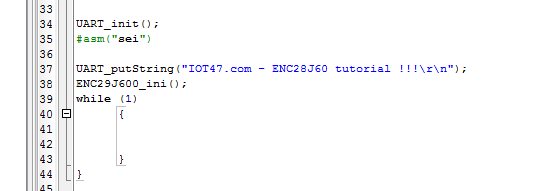 33
34 UART_init();
35 #asm("sei")
36
37 UART_putString("IOT47.com - ENC28J60 tutorial !!!\r\n");
38 ENC29J600_ini();
39 while (1)
40 {
41
42
43 }
44 }
45